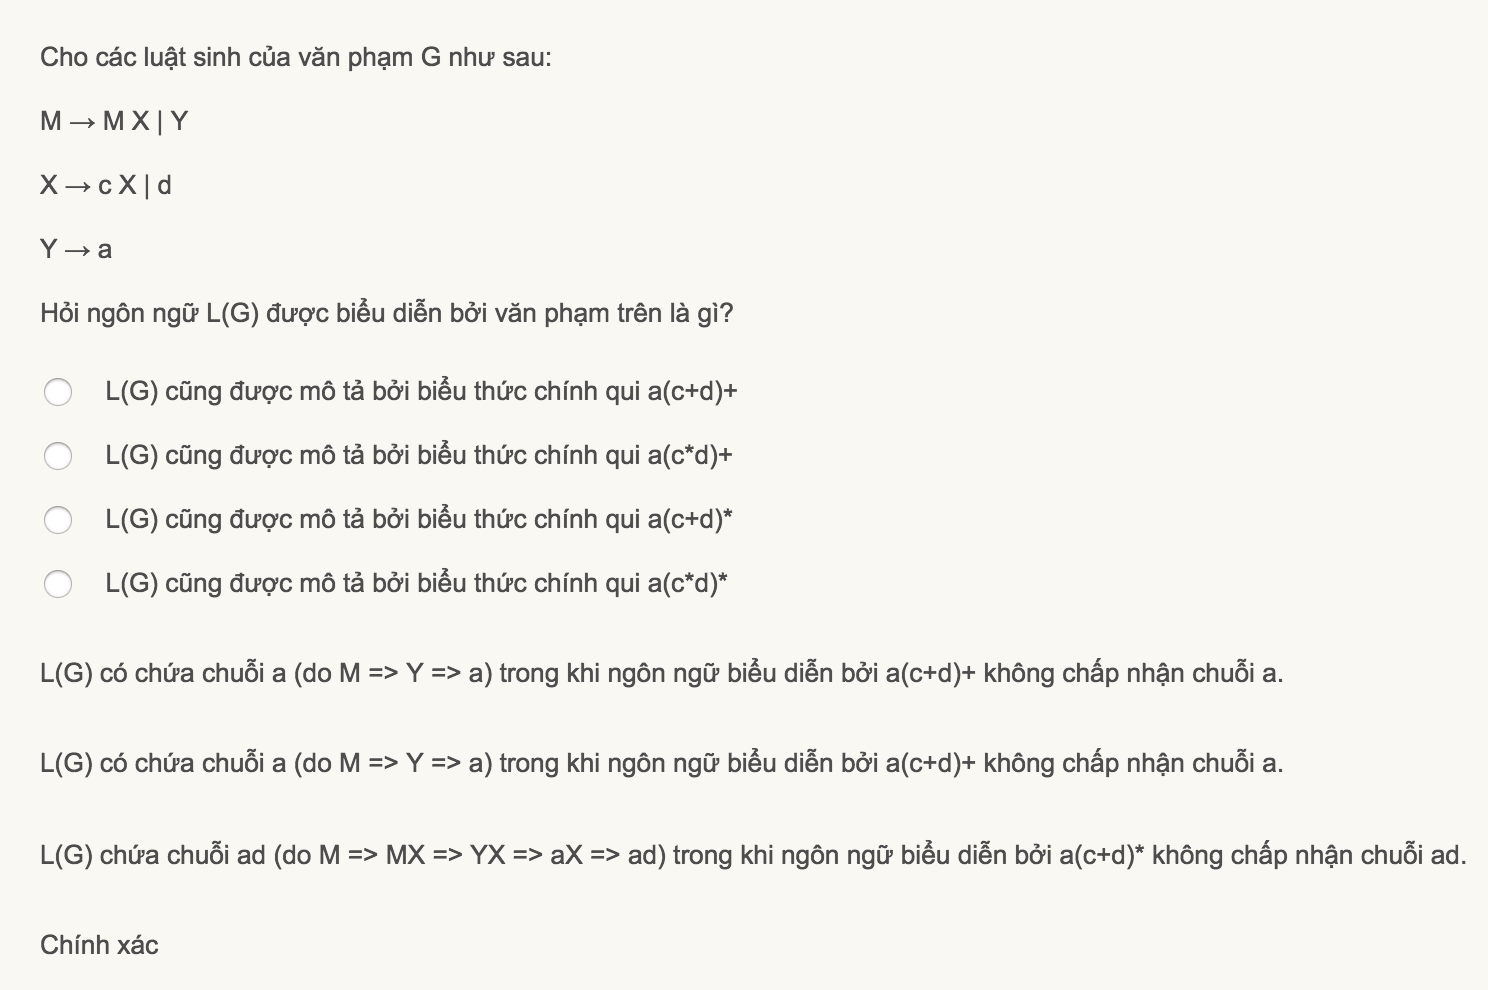 Cho các luật sinh của văn phạm G như sau:
M → M X | Y
X → c X | d
Y → a
Hỏi ngôn ngữ L(G) được biểu diễn bởi văn phạm trên là gì?
L(G) cũng được mô tả bởi biểu thức chính qui a(c+d)+
L(G) cũng được mô tả bởi biểu thức chính qui a(c*d)+
L(G) cũng được mô tả bởi biểu thức chính qui a(c+d)*
L(G) cũng được mô tả bởi biểu thức chính qui a(c*d)*
L(G) có chứa chuỗi a (do M => Y => a) trong khi ngôn ngữ biểu diễn bởi a(c+d)+ không chấp nhận chuỗi a.
L(G) có chứa chuỗi a (do M => Y => a) trong khi ngôn ngữ biểu diễn bởi a(c+d)+ không chấp nhận chuỗi a.
L(G) chứa chuỗi ad (do M => MX => YX => aX => ad) trong khi ngôn ngữ biểu diễn bởi a(c+d)* không chấp nhận chuỗi ad.
Chính xác